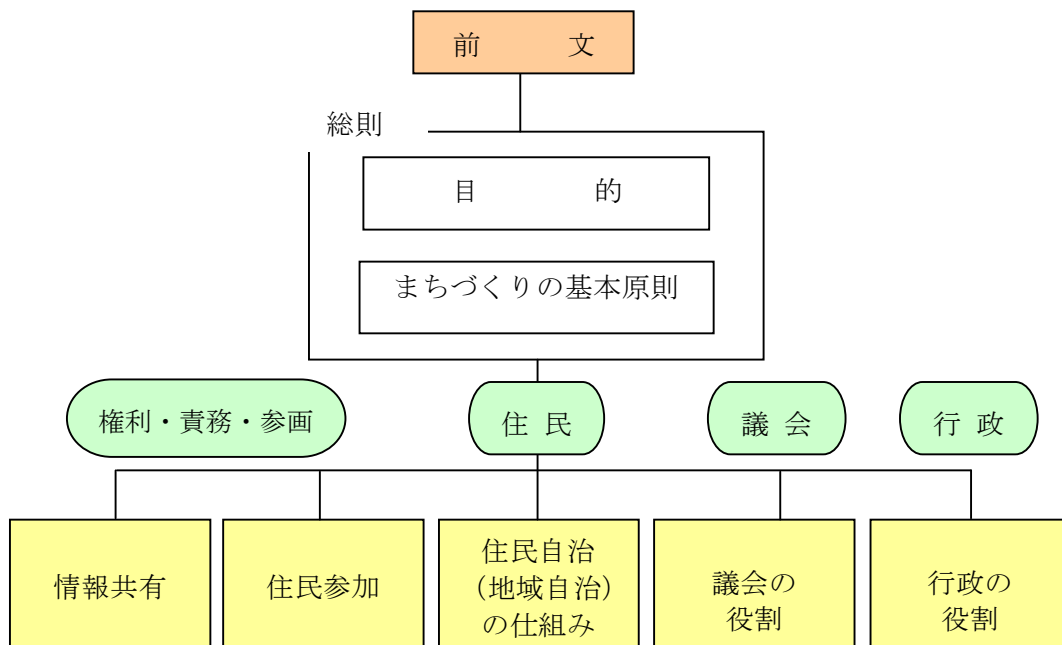 前 文
総則
目 的
まちづくりの基本原則
権利・責務・参画
住 民
議 会
行 政
情報共有
住民参加
住民自治
(地域自治)
の仕組み
議会の
役割
行政の
役割